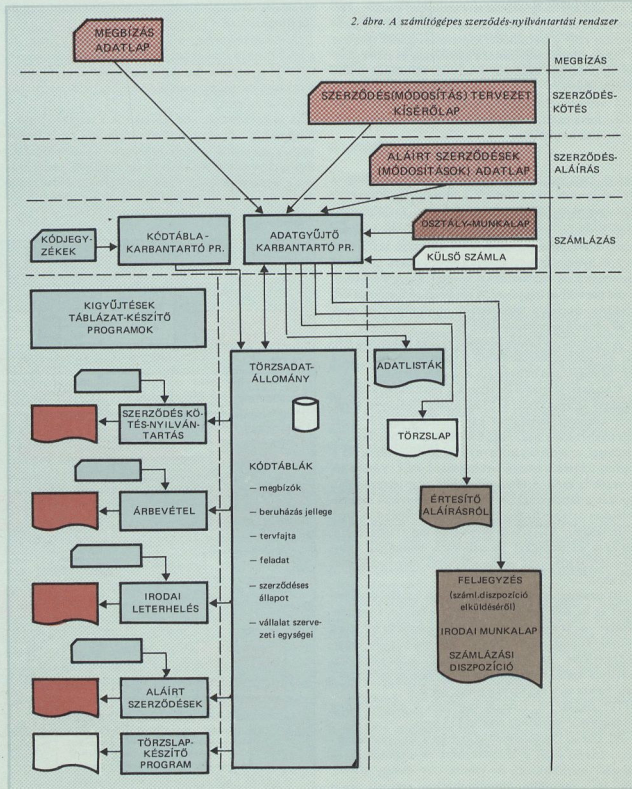 2. ábra. A számítógépes szerződés-nyilvántartási rendszer
MEGBÍZÁS
ADATLAP
MEGBÍZÁS
SZERZŐDÉS(MÓDOSÍTÁS) TERVEZET
KÍSÉRŐLAP
SZERZŐDÉS-
KÖTÉS
ALÁÍRT SZERZŐDÉSEK
(MÓDOSÍTÁSOK) ADATLAP
SZERZŐDÉS-
ALÁÍRÁS
KÓDJEGY-
ZÉKEK
KÓDTÁBLA-
KARBANTARTÓ PR.
ADATGYŰJTŐ
KARBANTARTÓ PR.
OSZTÁLY-MUNKALAP
KÜLSŐ SZÁMLA
SZÁMLÁZÁS
KIGYŰJTÉSEK
TÁBLÁZAT-KÉSZÍTŐ
PROGRAMOK
SZERZŐDÉS KÖ-
TÉS-NYILVÁN-
TARTÁS
ÁRBEVÉTEL
IRODAI
LETERHELÉS
ALÁÍRT
SZERZŐDÉSEK
TÖRZSLAP-
KÉSZÍTŐ
PROGRAM
TÖRZSADAT-
ÁLLOMÁNY
KÓDTÁBLÁK
— megbízók
— beruházás jellege
— tervfajta
— feladat
— szerződéses
állapot
— vállalat szerve-
zeti egységei
ADATLISTÁK
TÖRZSLAP
ÉRTESÍTŐ
ALÁÍRÁSRÓL
FELJEGYZÉS
(száml.diszpozíció
elküldéséről)
IRODAI MUNKALAP
SZÁMLÁZÁSI
DISZPOZÍCIÓ